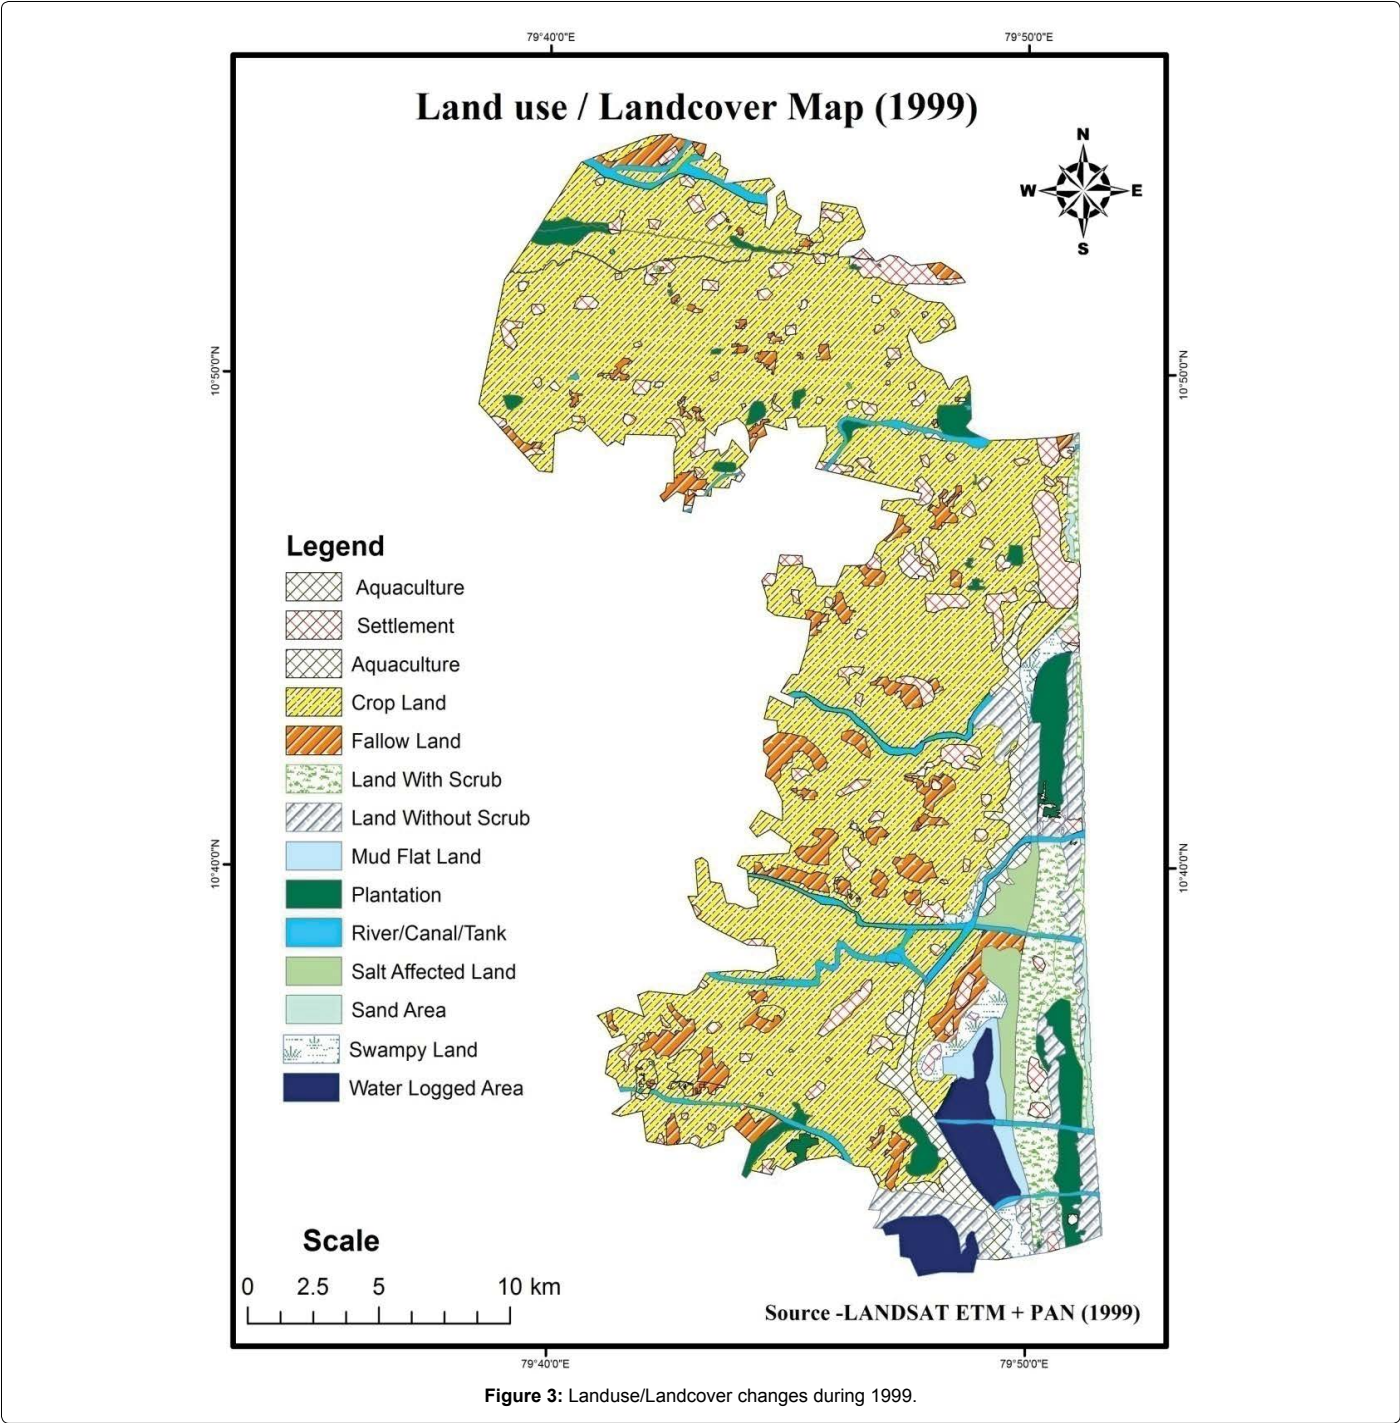 79°40'0"E
79°50'0"E
Land use / Landcover Map (1999)
N
W
E
S
10°50'0"N
10°50'0"N
Legend
Aquaculture
Settlement
Aquaculture
Crop Land
Fallow Land
Land With Scrub
Land Without Scrub
Mud Flat Land
Plantation
River/Canal/Tank
Salt Affected Land
Sand Area
Swampy Land
Water Logged Area
10°40'0"N
10°40'0"N
Scale
0 2.5 5 10 km
Source -LANDSAT ETM + PAN (1999)
79°40'0"E
79°50'0"E
Figure 3: Landuse/Landcover changes during 1999.